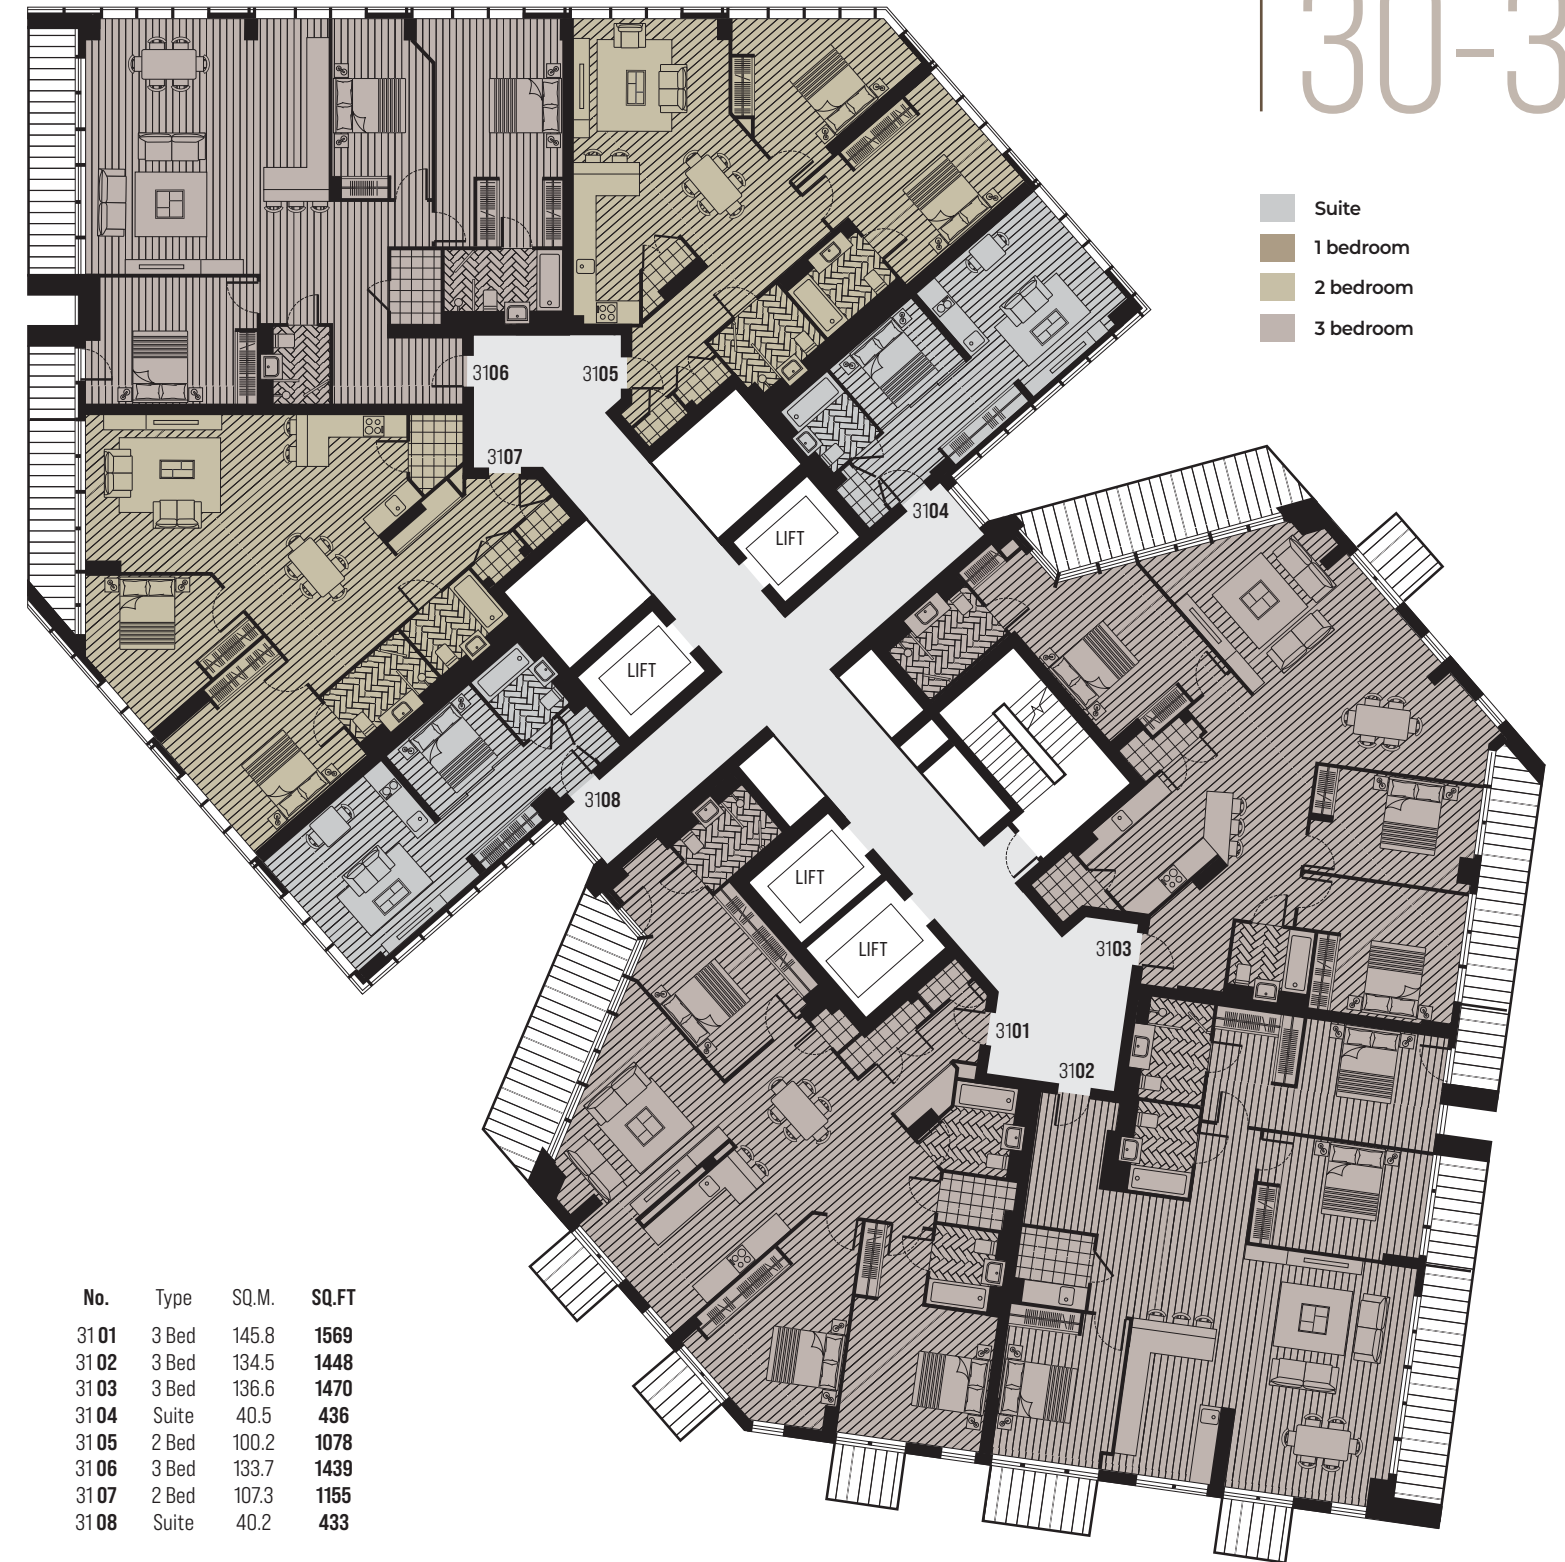 30-3
Suite
1 bedroom
2 bedroom
3 bedroom
3106
3105
3107
3104
LIFT
LIFT
3108
LIFT
LIFT
3103
3101
3102
No. Type SQ.M. SQ.FT
3101 3 Bed 145.8 1569
3102 3 Bed 134.5 1448
3103 3 Bed 136.6 1470
3104 Suite 40.5 436
3105 2 Bed 100.2 1078
3106 3 Bed 133.7 1439
3107 2 Bed 107.3 1155
3108 Suite 40.2 433